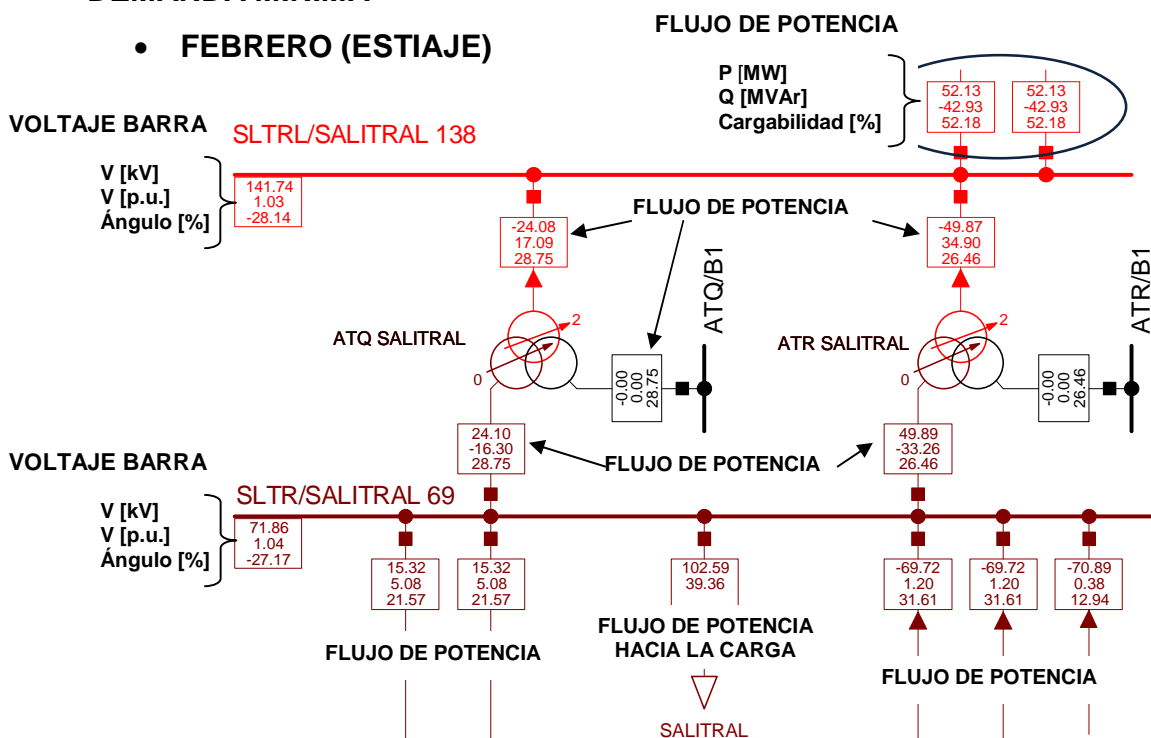 • FEBRERO (ESTIAJE)
FLUJO DE POTENCIA
P [MW]
Q [MVAr]
Cargabilidad [%]
52.13
-42.93
52.18
52.13
-42.93
52.18
VOLTAJE BARRA
SLTRL/SALITRAL 138
V [kV]
V [p.u.]
Ángulo [%]
141.74
1.03
-28.14
FLUJO DE POTENCIA
-24.08
17.09
28.75
-49.87
34.90
26.46
ATQ/B1
ATR/B1
ATQ SALITRAL
2
0
-0.00
0.00
28.75
ATR SALITRAL
2
0
-0.00
0.00
26.46
24.10
-16.30
28.75
49.89
-33.26
26.46
FLUJO DE POTENCIA
VOLTAJE BARRA
SLTR/SALITRAL 69
V [kV]
V [p.u.]
Ángulo [%]
71.86
1.04
-27.17
15.32
5.08
21.57
15.32
5.08
21.57
102.59
39.36
-69.72
1.20
31.61
-69.72
1.20
31.61
-70.89
0.38
12.94
FLUJO DE POTENCIA
FLUJO DE POTENCIA
HACIA LA CARGA
FLUJO DE POTENCIA
SALITRAL